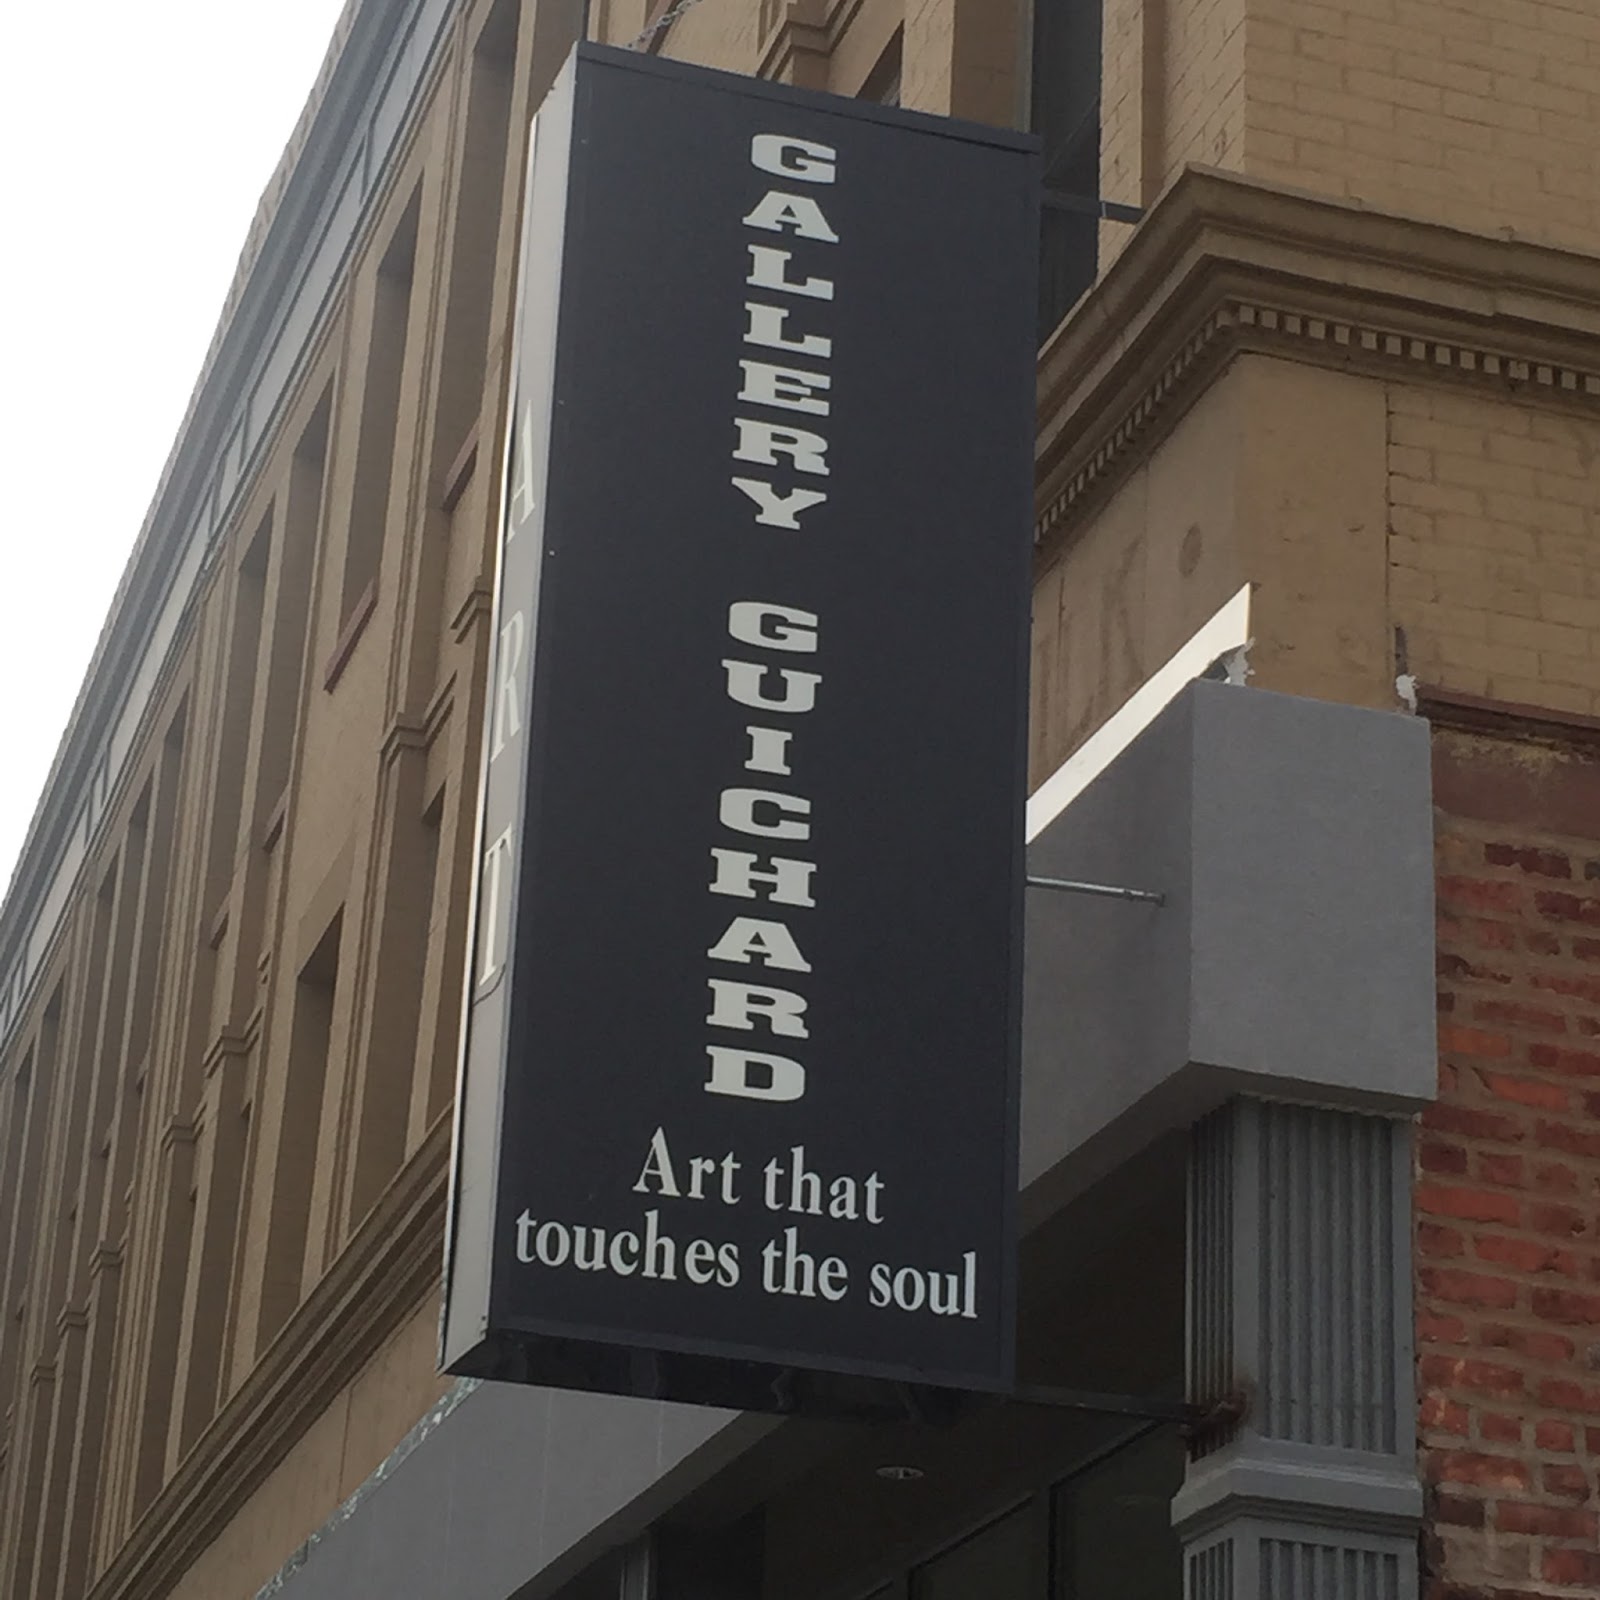 ART
GALLERY GUICHARD
Art that
touches the soul